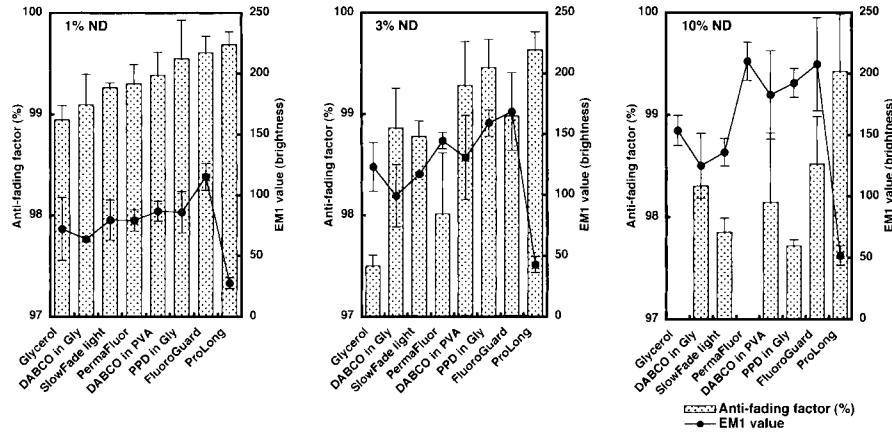 1% ND
100
99
98
97
Anti-fading factor (%)
250
200
150
100
50
0
EM1 value (brightness)
Glycerol
DABCO in Gly
SlowFade light
PermaFluor
DABCO in PVA
PPD in Gly
FluoroGuard
ProLong
3% ND
100
99
98
97
Anti-fading factor (%)
250
200
150
100
50
0
EM1 value (brightness)
Glycerol
DABCO in Gly
SlowFade light
PermaFluor
DABCO in PVA
PPD in Gly
FluoroGuard
ProLong
10% ND
100
99
98
97
Anti-fading factor (%)
250
200
150
100
50
0
EM1 value (brightness)
Glycerol
DABCO in Gly
SlowFade light
PermaFluor
DABCO in PVA
PPD in Gly
FluoroGuard
ProLong
Anti-fading factor (%)
EM1 value